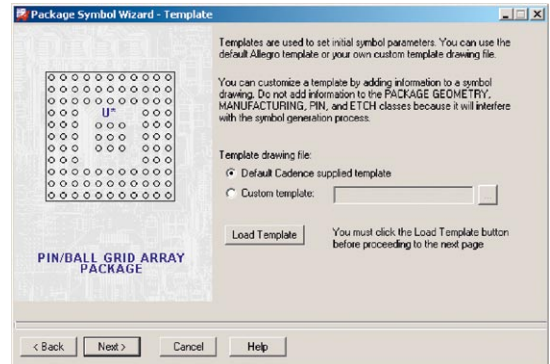 Package Symbol Wizard - Template
Templates are used to set initial symbol parameters. You can use the
default Allegro template or your own custom template drawing file.
You can customize a template by adding information to a symbol
drawing. Do not add information to the PACKAGE GEOMETRY,
MANUFACTURING, PIN, and ETCH classes because it will interfere
with the symbol generation process.
U*
Template drawing file:
Default Cadence supplied template
Custom template:
...
Load Template
You must click the Load Template button
before proceeding to the next page
PIN/BALL GRID ARRAY
PACKAGE
< Back
Next >
Cancel
Help